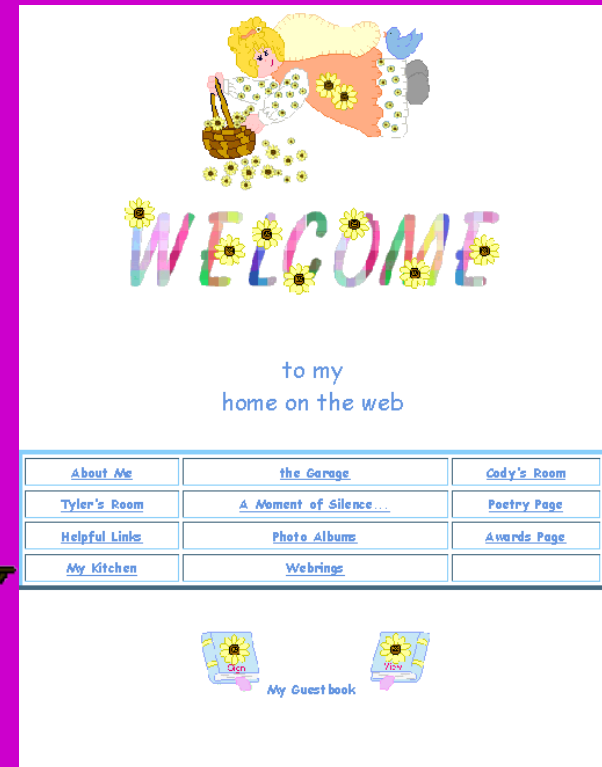 WELCOME
to my
home on the web
About Me the Garage Cody's Room
Tyler's Room A Moment of Silence... Poetry Page
Helpful Links Photo Albums Awards Page
My Kitchen Webrings
Sign View
My Guestbook